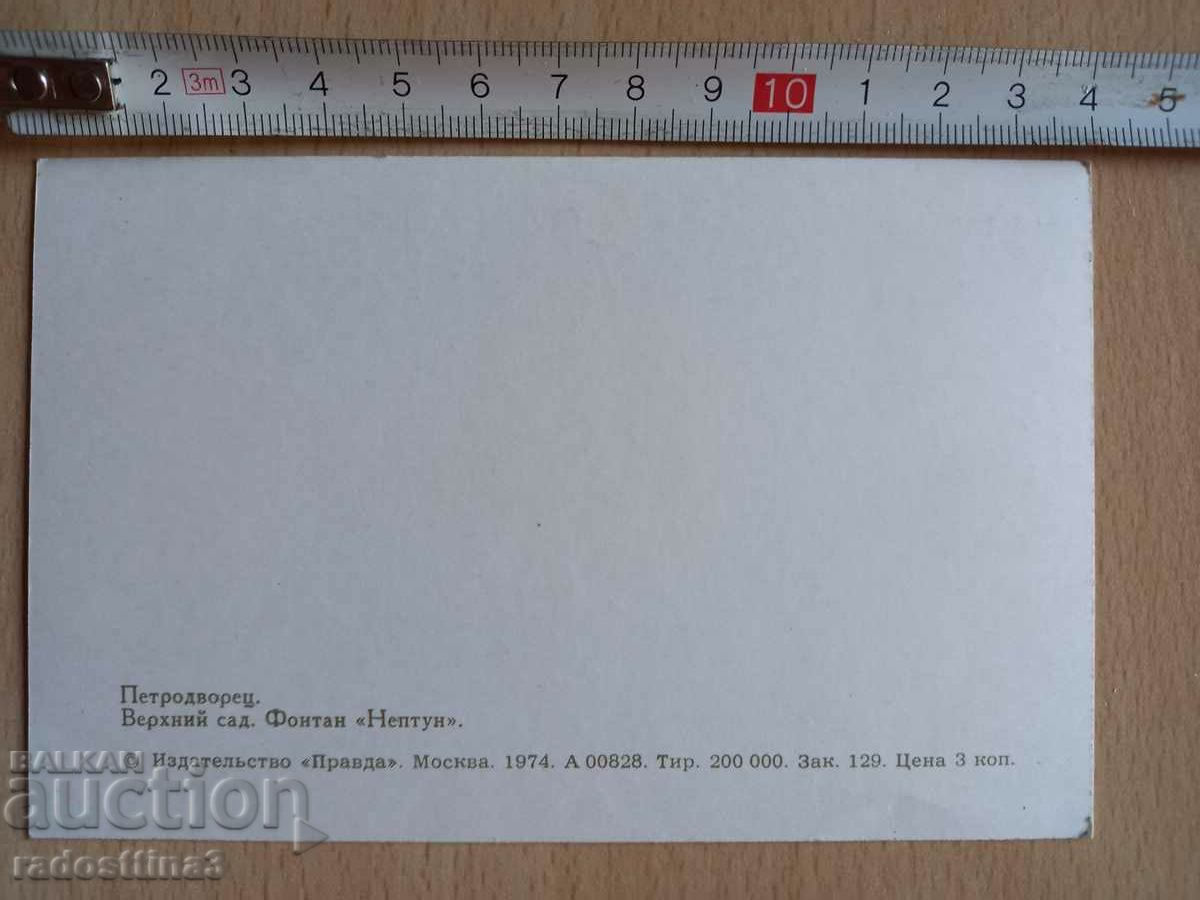 2 3m 3 4 5 6 7 8 9 10 1 2 3 4 5
Петродворец.
Верхний сад. Фонтан «Нептун».
© Издательство «Правда». Москва. 1974. А 00828. Тир. 200 000. Зак. 129. Цена 3 коп.
BALKAN
auction
radosttina3